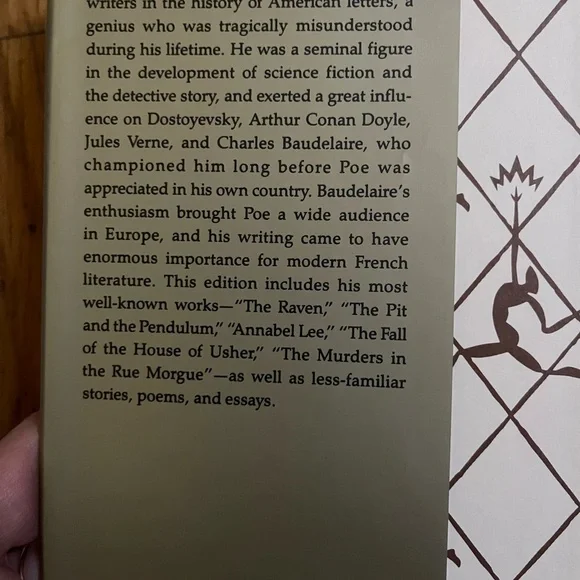 writers in the history of American letters, a
genius who was tragically misunderstood
during his lifetime. He was a seminal figure
in the development of science fiction and
the detective story, and exerted a great influ-
ence on Dostoyevsky, Arthur Conan Doyle,
Jules Verne, and Charles Baudelaire, who
championed him long before Poe was
appreciated in his own country. Baudelaire's
enthusiasm brought Poe a wide audience
in Europe, and his writing came to have
enormous importance for modern French
literature. This edition includes his most
well-known works—"The Raven," "The Pit
and the Pendulum," "Annabel Lee," "The Fall
of the House of Usher," "The Murders in
the Rue Morgue"—as well as less-familiar
stories, poems, and essays.